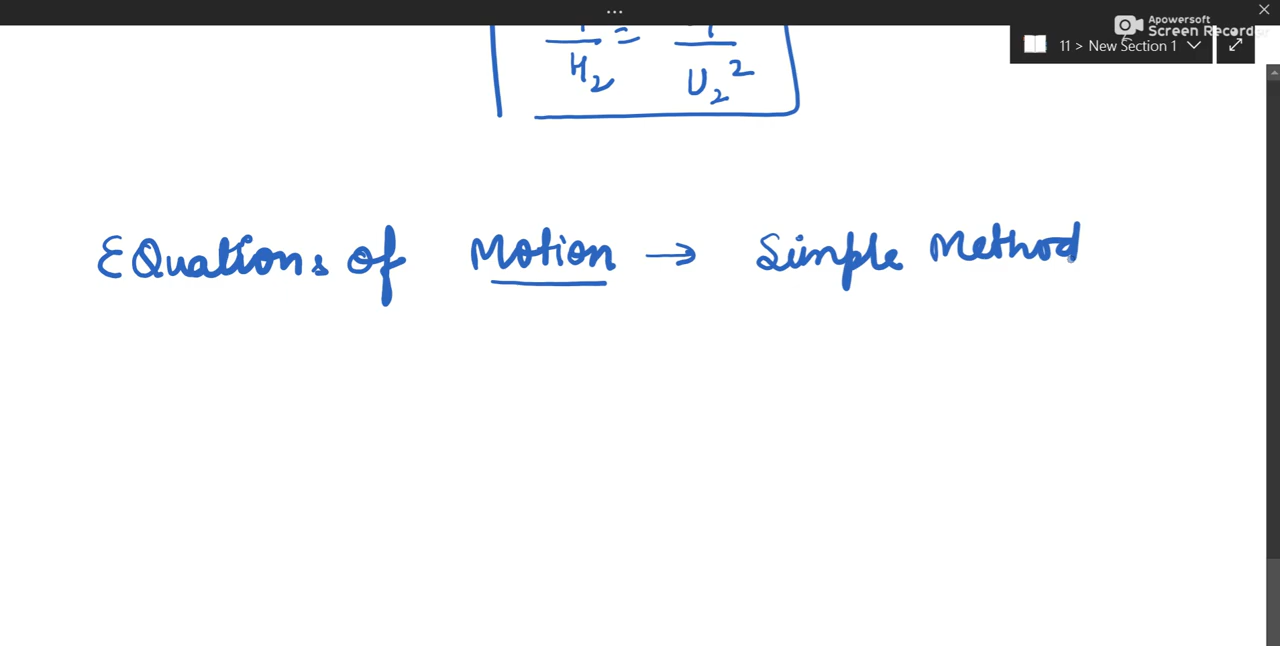 Apowersoft
Screen Recorder
11 > New Section 1
= 
H2 U2²
EQuations of Motion → Simple Method